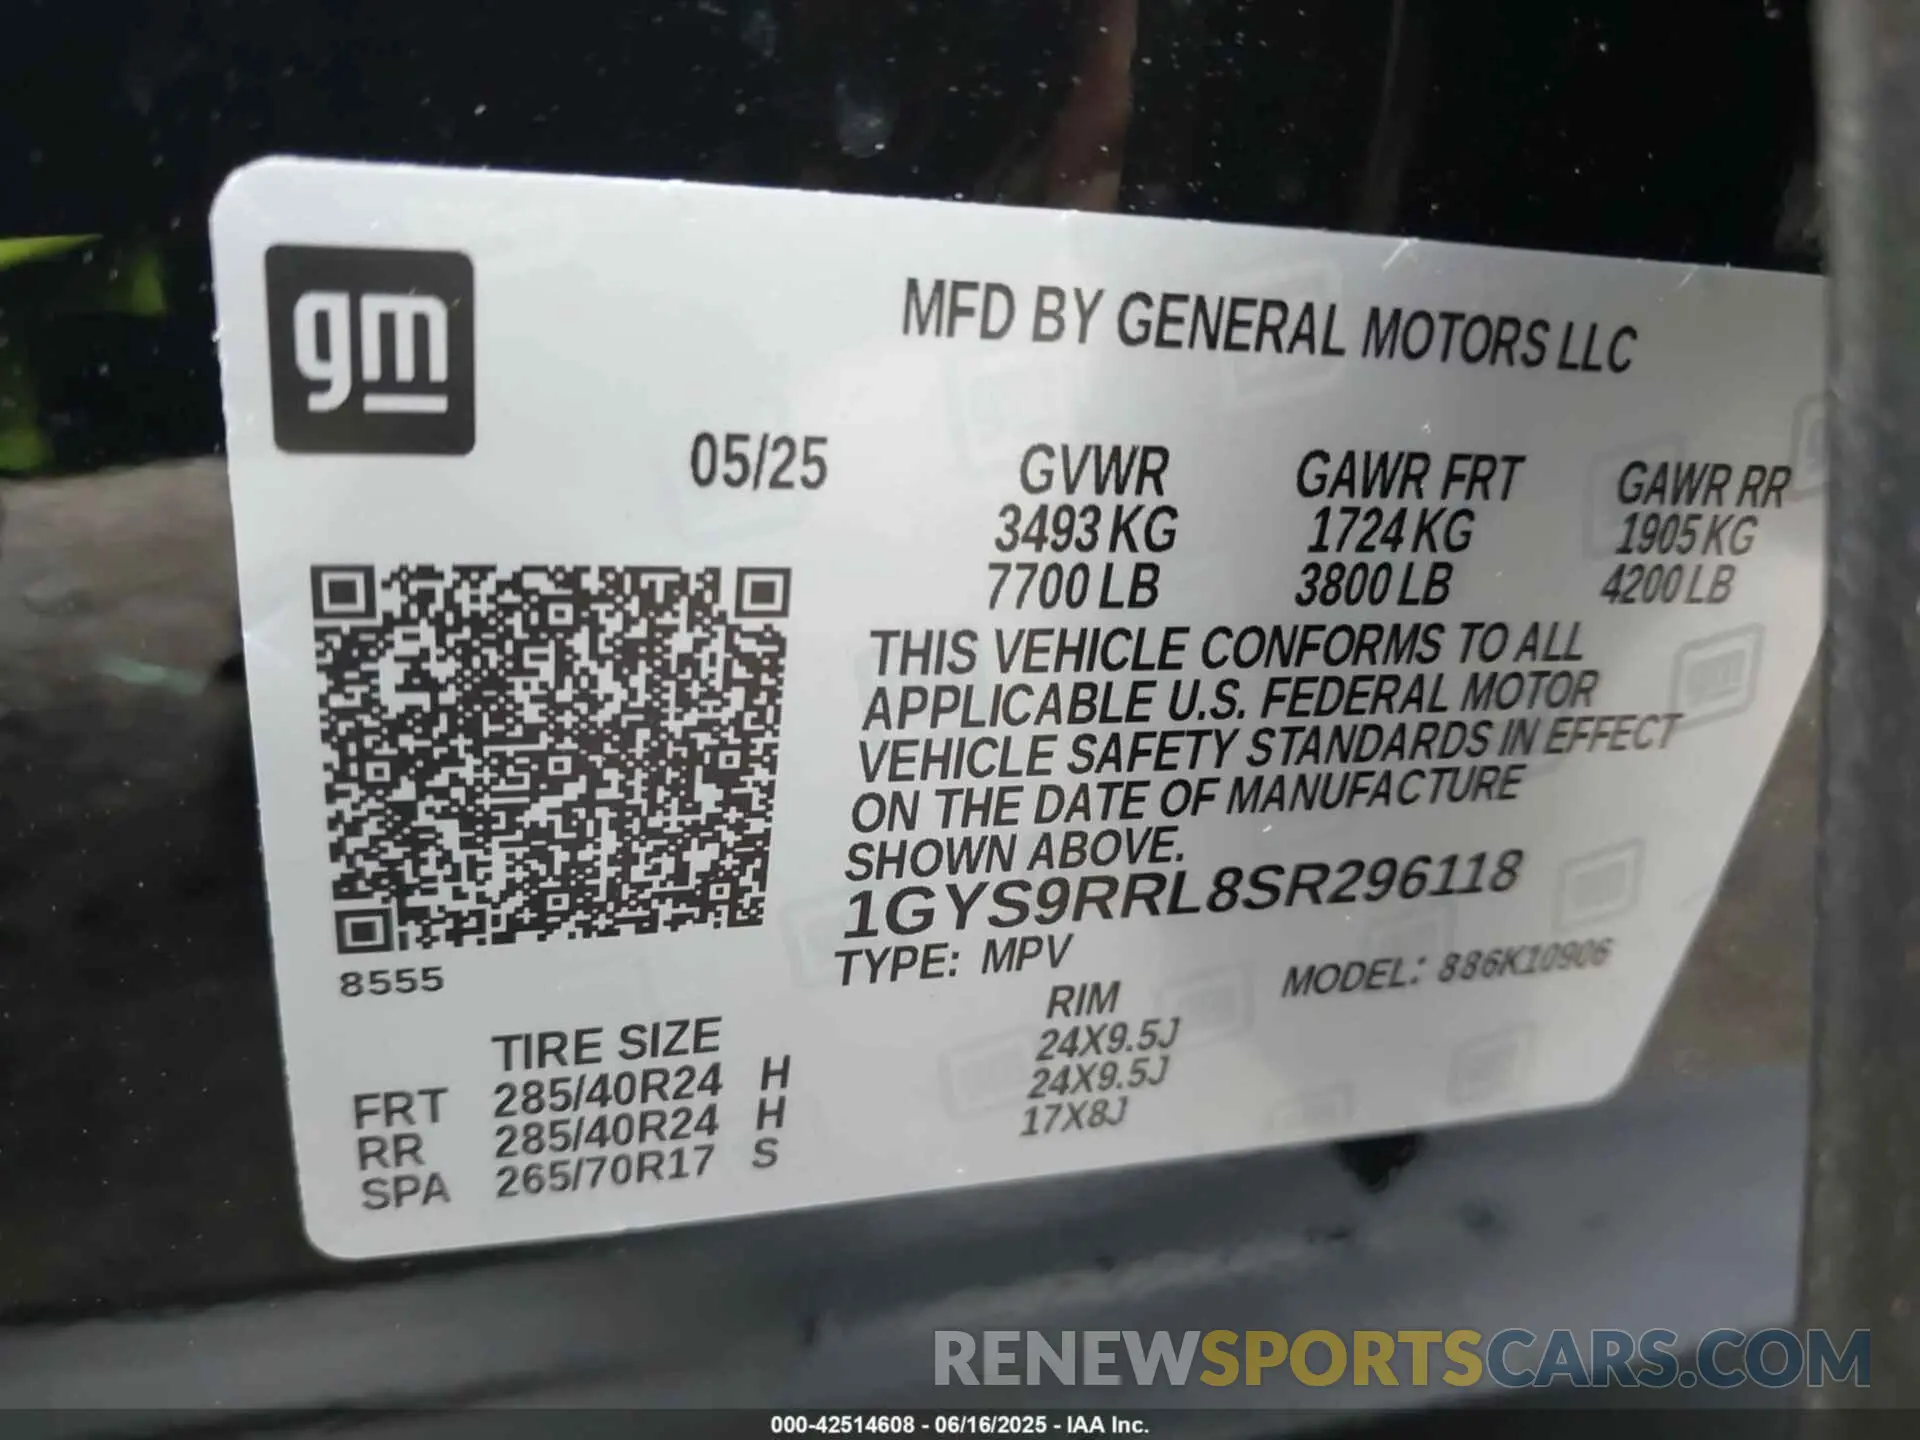 gm
MFD BY GENERAL MOTORS LLC
05/25
GVWR GAWR FRT GAWR RR
3493 KG 1724 KG 1905 KG
7700 LB 3800 LB 4200 LB
THIS VEHICLE CONFORMS TO ALL
APPLICABLE U.S. FEDERAL MOTOR
VEHICLE SAFETY STANDARDS IN EFFECT
ON THE DATE OF MANUFACTURE
SHOWN ABOVE.
1GYS9RRL8SR296118
TYPE: MPV MODEL: 886K10906
8555
TIRE SIZE RIM
FRT 285/40R24 H 24X9.5J
RR 285/40R24 H 24X9.5J
SPA 265/70R17 S 17X8J
RENEWSPORTSCARS.COM
000-42514608 - 06/16/2025 - IAA Inc.